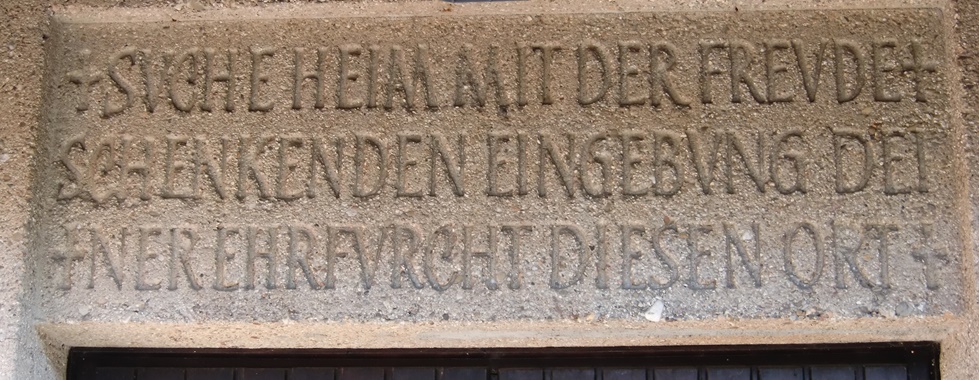 +SVCHE HEIM MIT DER FREVDE+
SCHENKENDEN EINGEBVNG DEI
+NER EHRFVRCHT DIESEN ORT+